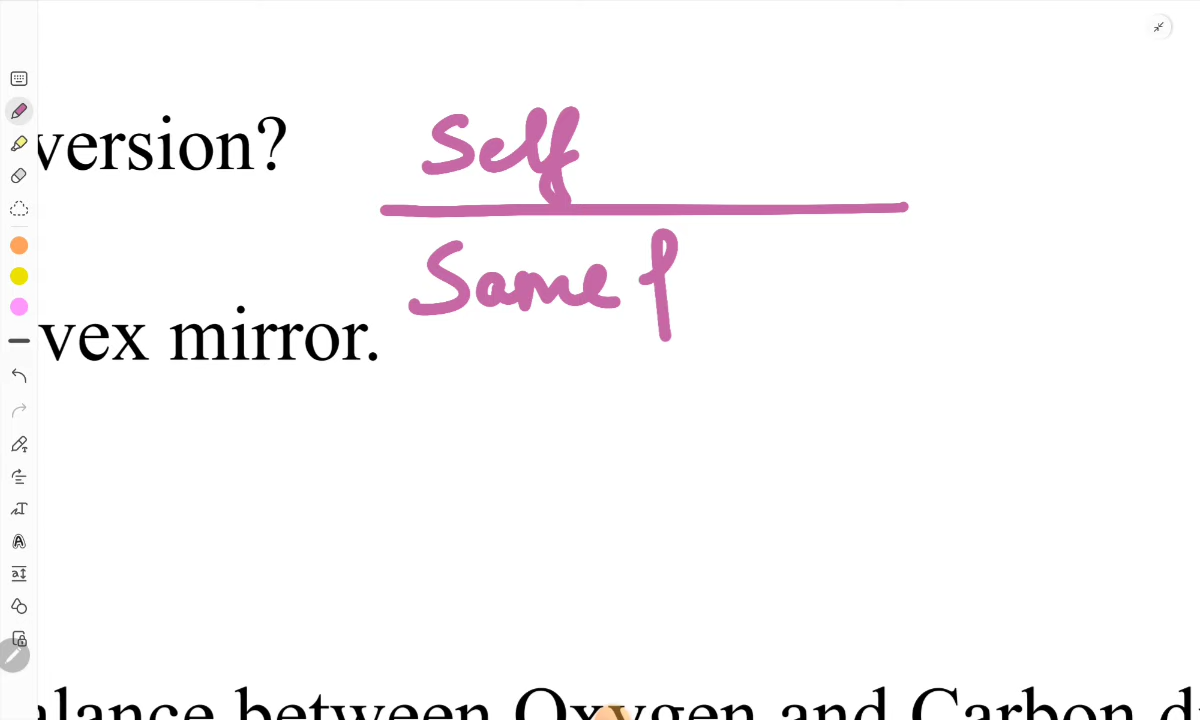 version?
Self
Same f
vex mirror.
alance between Oxygen and Carbon d